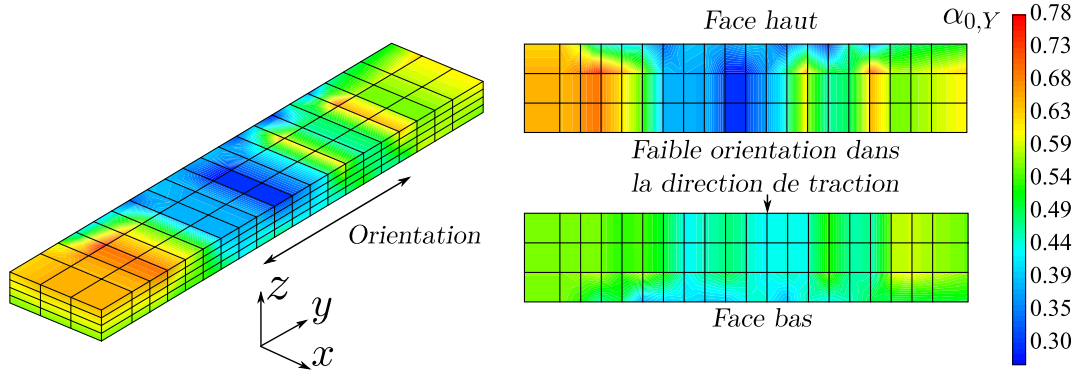 Face haut
α0,Y
Faible orientation dans
la direction de traction
Face bas
Orientation
z
y
x
0.78
0.73
0.68
0.63
0.59
0.54
0.49
0.44
0.39
0.35
0.30